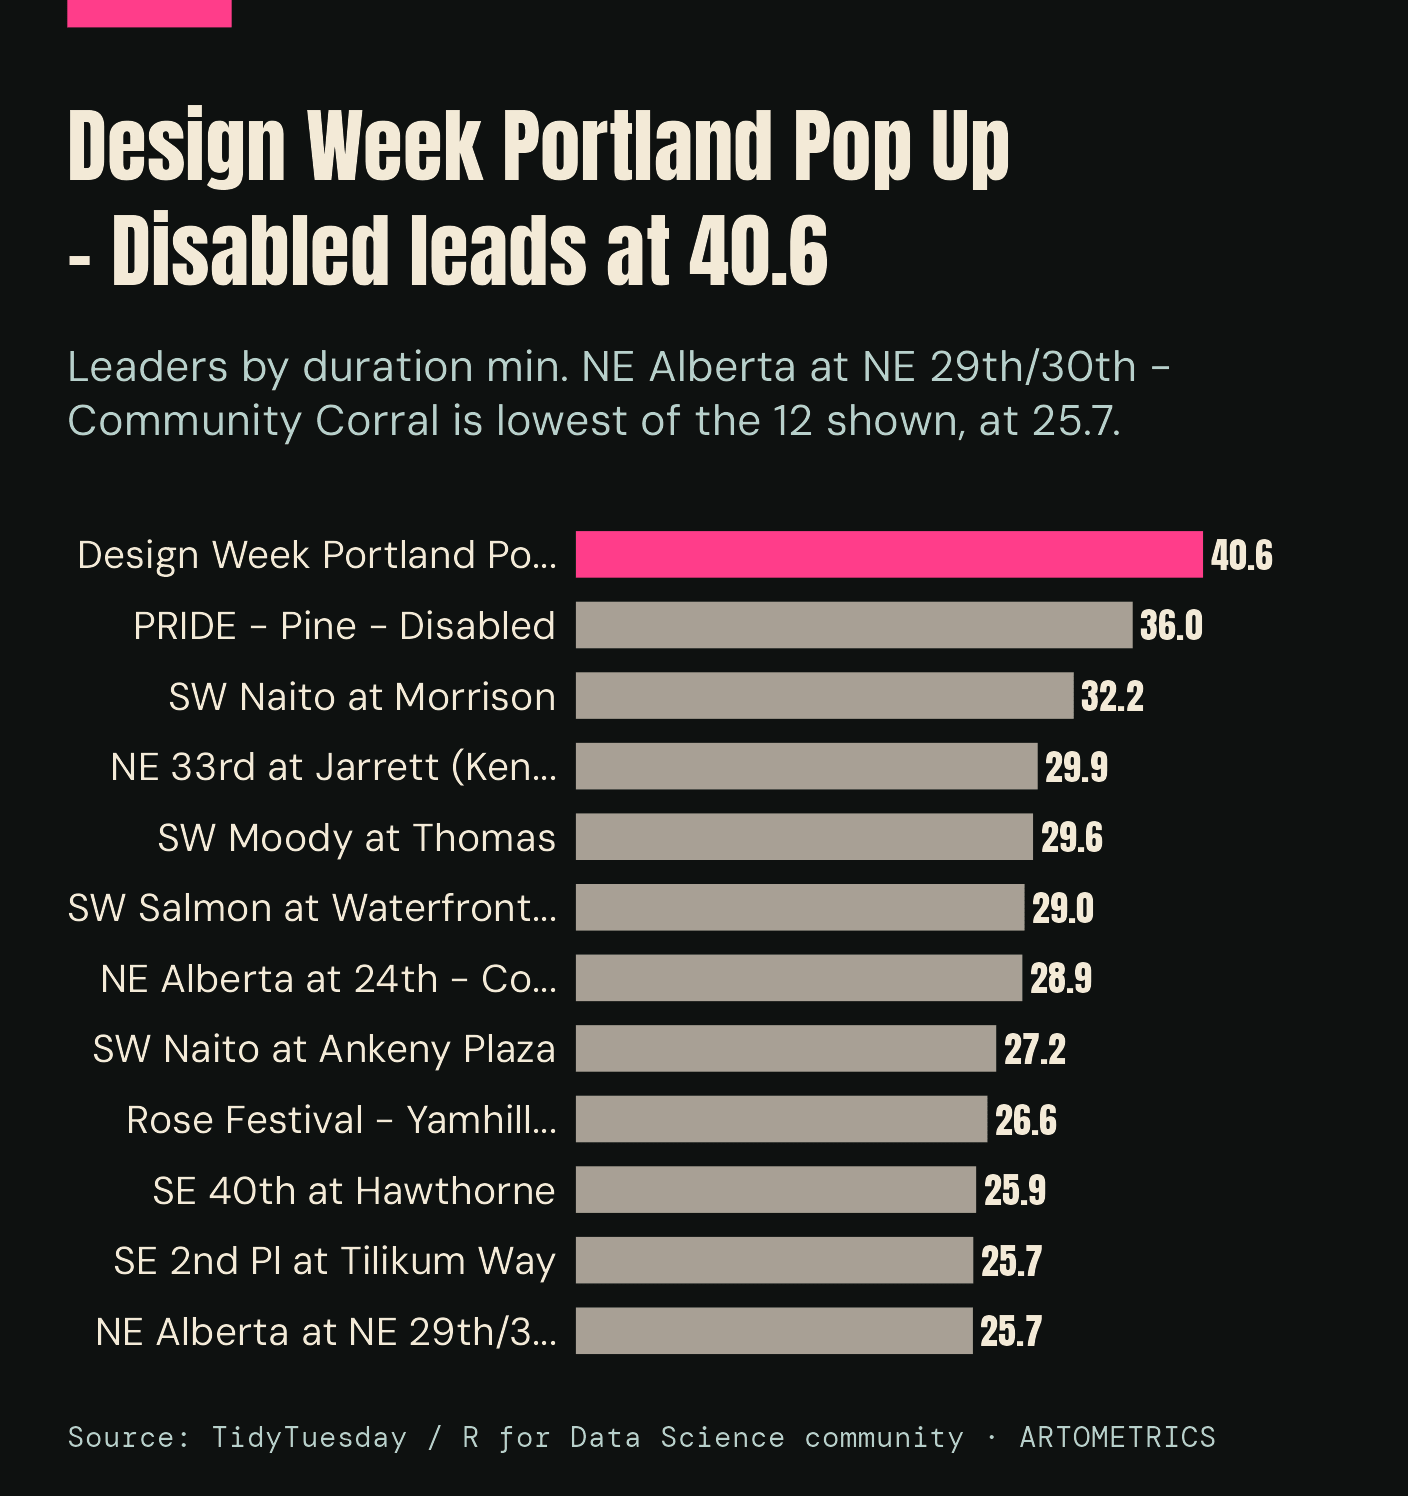 Design Week Portland Pop Up
- Disabled leads at 40.6
Leaders by duration min. NE Alberta at NE 29th/30th -
Community Corral is lowest of the 12 shown, at 25.7.
Design Week Portland Po... 40.6
PRIDE - Pine - Disabled 36.0
SW Naito at Morrison 32.2
NE 33rd at Jarrett (Ken... 29.9
SW Moody at Thomas 29.6
SW Salmon at Waterfront... 29.0
NE Alberta at 24th - Co... 28.9
SW Naito at Ankeny Plaza 27.2
Rose Festival - Yamhill... 26.6
SE 40th at Hawthorne 25.9
SE 2nd Pl at Tilikum Way 25.7
NE Alberta at NE 29th/3... 25.7
Source: TidyTuesday / R for Data Science community · ARTOMETRICS